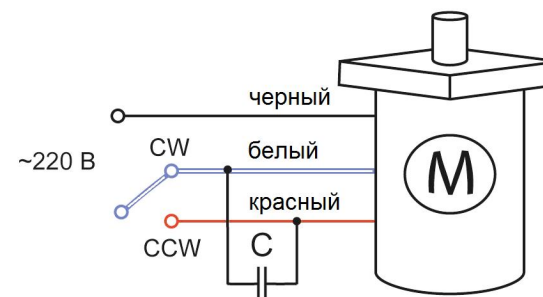 черный
~220 В
CW
белый
красный
CCW
C
M